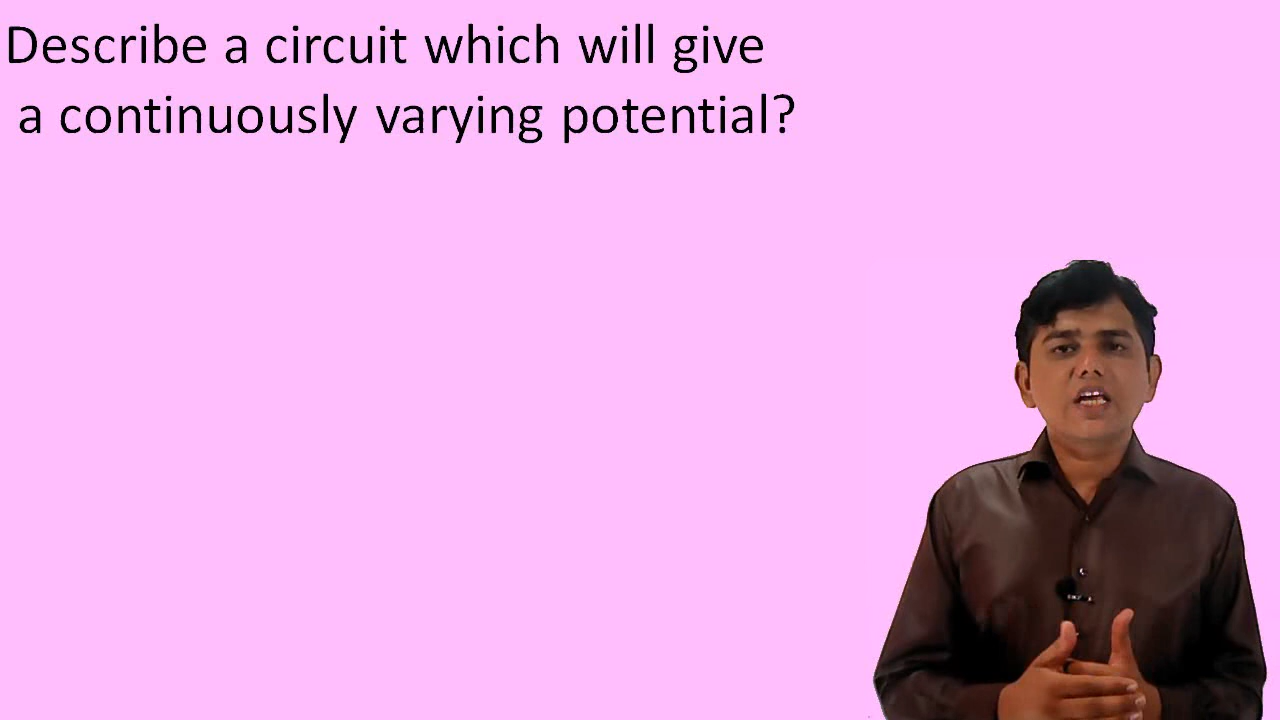 Describe a circuit which will give
a continuously varying potential?